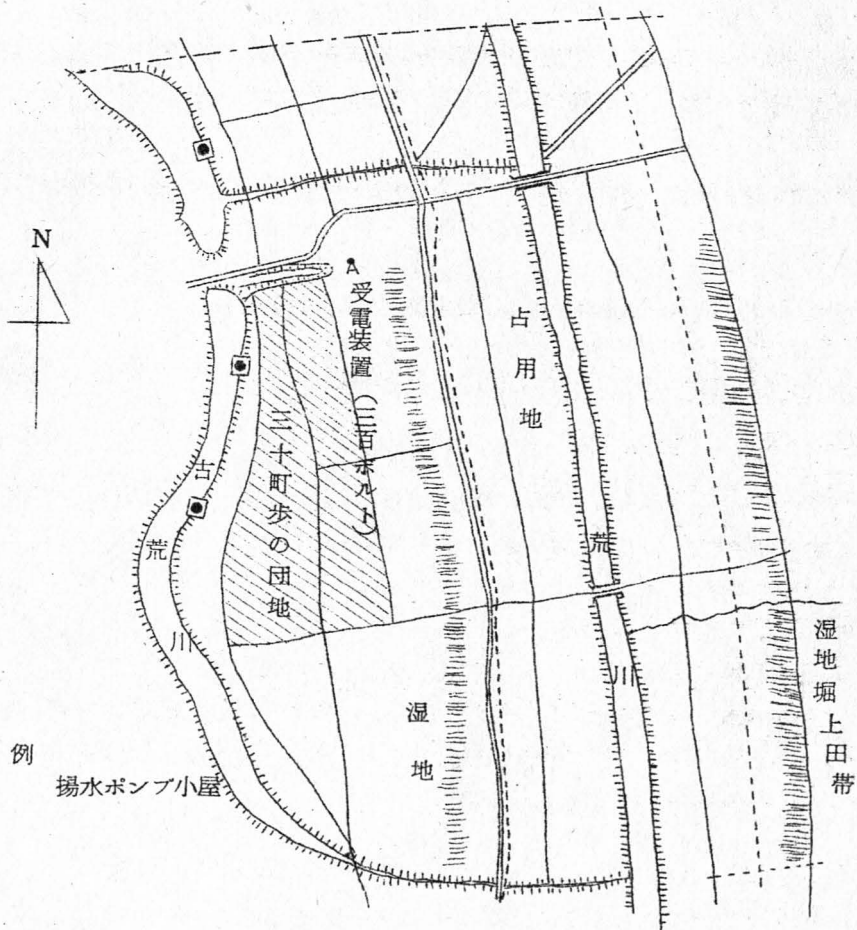 N
A
受電装置(三百ボルト)
三十町歩の団地
占用地
古荒川
荒川
湿地
湿地堀上田帯
例
揚水ポンプ小屋